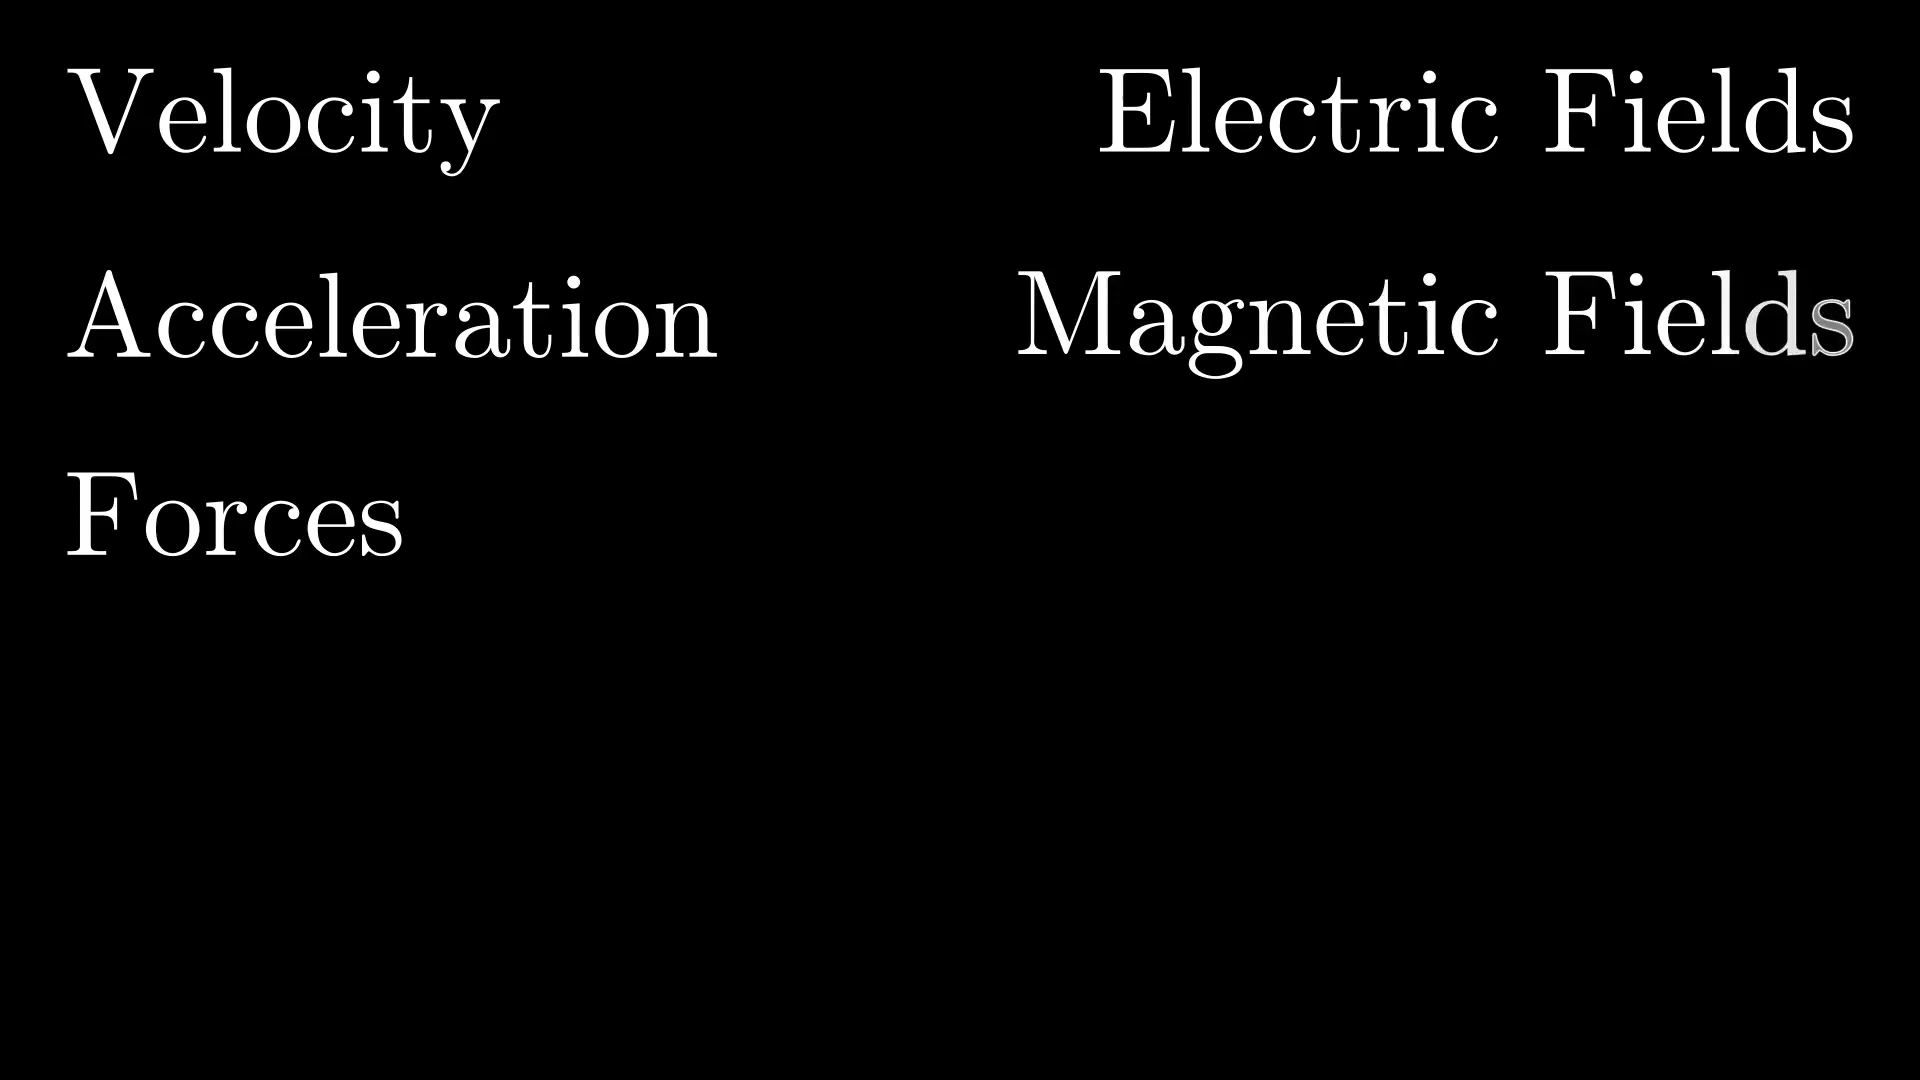 Velocity
Acceleration
Forces
Electric Fields
Magnetic Fields